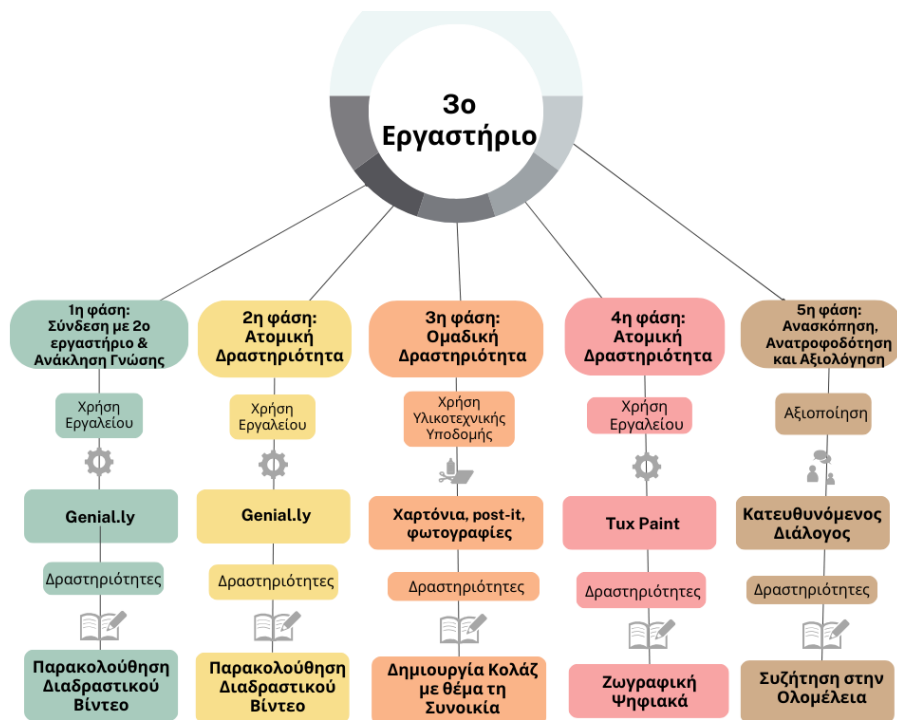 3ο
Εργαστήριο
1η φάση:
Σύνδεση με 2ο
εργαστήριο &
Ανάκληση Γνώσης
Χρήση
Εργαλείου
Genial.ly
Δραστηριότητες
Παρακολούθηση
Διαδραστικού
Βίντεο
2η φάση:
Ατομική
Δραστηριότητα
Χρήση
Εργαλείου
Genial.ly
Δραστηριότητες
Παρακολούθηση
Διαδραστικού
Βίντεο
3η φάση:
Ομαδική
Δραστηριότητα
Χρήση
Υλικοτεχνικής
Υποδομής
Χαρτόνια, post-it,
φωτογραφίες
Δραστηριότητες
Δημιουργία Κολάζ
με θέμα τη
Συνοικία
4η φάση:
Ατομική
Δραστηριότητα
Χρήση
Εργαλείου
Tux Paint
Δραστηριότητες
Ζωγραφική
Ψηφιακά
5η φάση:
Ανασκόπηση,
Ανατροφοδότηση
και Αξιολόγηση
Αξιοποίηση
Κατευθυνόμενος
Διάλογος
Δραστηριότητες
Συζήτηση στην
Ολομέλεια